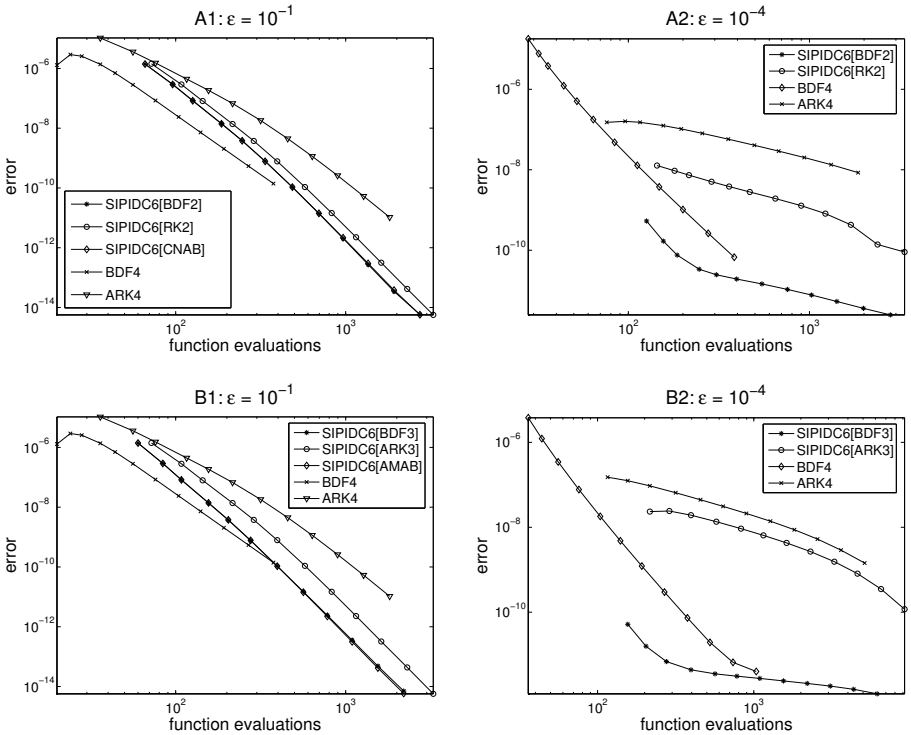 A1: ε = 10⁻¹
error
10⁻⁶
10⁻⁸
10⁻¹⁰
10⁻¹²
10⁻¹⁴
SIPIDC6[BDF2]
SIPIDC6[RK2]
SIPIDC6[CNAB]
BDF4
ARK4
10² 10³
function evaluations
A2: ε = 10⁻⁴
error
10⁻⁶
10⁻⁸
10⁻¹⁰
SIPIDC6[BDF2]
SIPIDC6[RK2]
BDF4
ARK4
10² 10³
function evaluations
B1: ε = 10⁻¹
error
10⁻⁶
10⁻⁸
10⁻¹⁰
10⁻¹²
10⁻¹⁴
SIPIDC6[BDF3]
SIPIDC6[ARK3]
SIPIDC6[AMAB]
BDF4
ARK4
10² 10³
function evaluations
B2: ε = 10⁻⁴
error
10⁻⁶
10⁻⁸
10⁻¹⁰
SIPIDC6[BDF3]
SIPIDC6[ARK3]
BDF4
ARK4
10² 10³
function evaluations